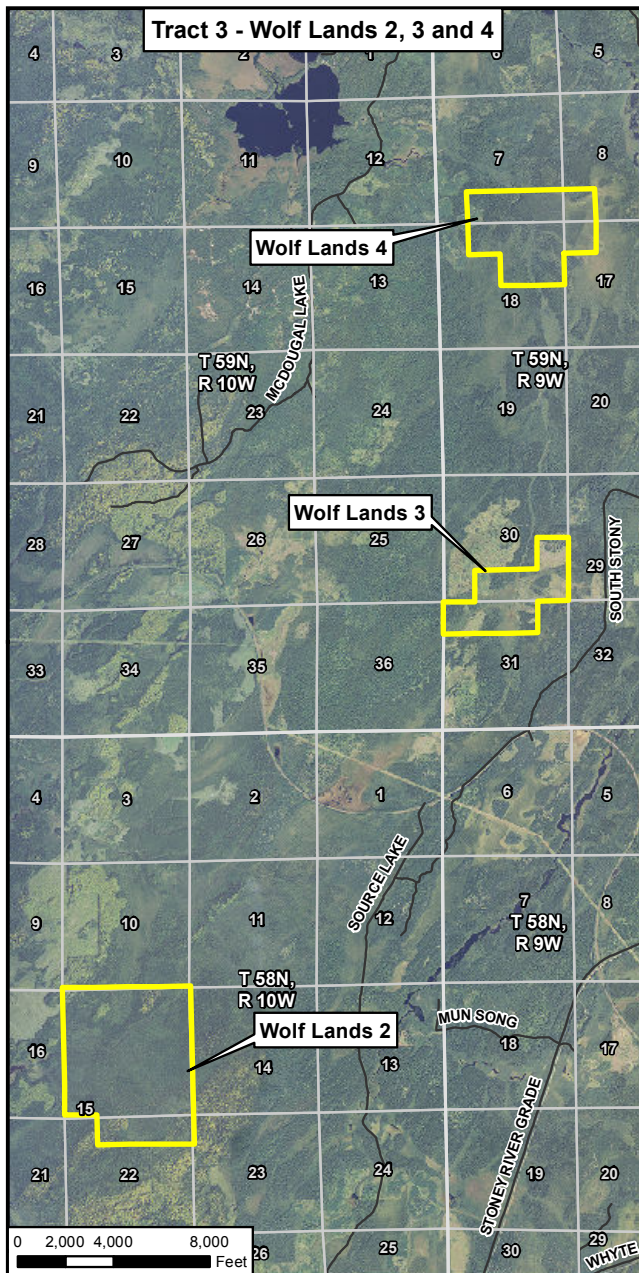 Tract 3 - Wolf Lands 2, 3 and 4
4 3 2 1 6 5
9 10 11 12 7 8
Wolf Lands 4
16 15 14 13 18 17
T 59N,
R 10W
MCDOUGAL LAKE
T 59N,
R 9W
21 22 23 24 19 20
Wolf Lands 3
28 27 26 25 30 29
SOUTH STONY
33 34 35 36 31 32
4 3 2 1 6 5
SOURCE LAKE
9 10 11 12 7 8
T 58N,
R 9W
T 58N,
R 10W
MUN SONG
Wolf Lands 2
16 15 14 13 18 17
STONEY RIVER GRADE
21 22 23 24 19 20
26 25 30 29
WHYTE
0 2,000 4,000 8,000
Feet